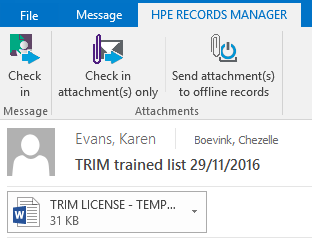 File Message HPE RECORDS MANAGER
Check in
Check in attachment(s) only
Send attachment(s) to offline records
Message Attachments
Evans, Karen Boevink, Chezelle
TRIM trained list 29/11/2016
TRIM LICENSE - TEMP...
31 KB